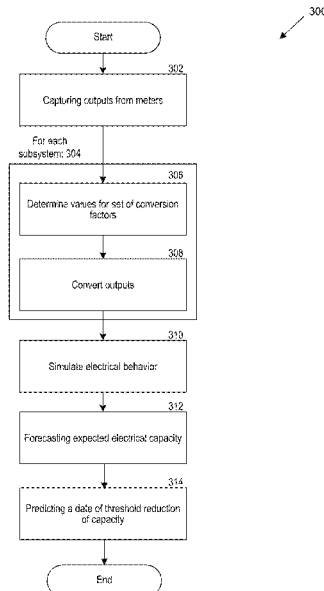 300
Start
302
Capturing outputs from meters
For each
subsystem: 304
306
Determine values for set of conversion
factors
308
Convert outputs
310
Simulate electrical behavior
312
Forecasting expected electrical capacity
314
Predicting a date of threshold reduction
of capacity
End